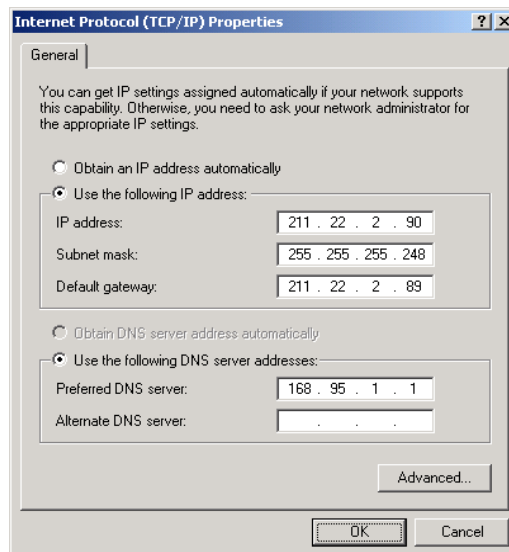 Internet Protocol (TCP/IP) Properties
General
You can get IP settings assigned automatically if your network supports
this capability. Otherwise, you need to ask your network administrator for
the appropriate IP settings.
Obtain an IP address automatically
Use the following IP address:
IP address: 211 . 22 . 2 . 90
Subnet mask: 255 . 255 . 255 . 248
Default gateway: 211 . 22 . 2 . 89
Obtain DNS server address automatically
Use the following DNS server addresses:
Preferred DNS server: 168 . 95 . 1 . 1
Alternate DNS server: . . .
Advanced...
OK Cancel